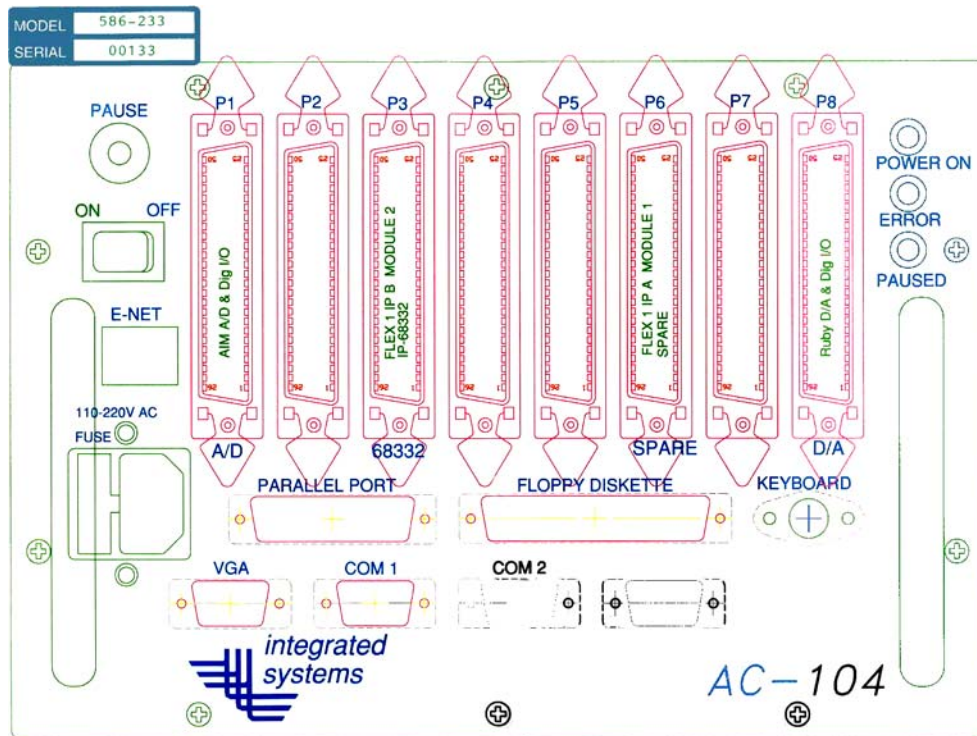 MODEL 586-233
SERIAL 00133
PAUSE
ON OFF
E-NET
110-220V AC
FUSE
P1 P2 P3 P4 P5 P6 P7 P8
POWER ON
ERROR
PAUSED
AIM A/D & Dig I/O
FLEX 1 IP B MODULE 2
IP-68332
FLEX 1 IP A MODULE 1
SPARE
Ruby D/A & Dig I/O
A/D 68332 SPARE D/A
PARALLEL PORT FLOPPY DISKETTE KEYBOARD
VGA COM 1 COM 2
integrated
systems
AC-104